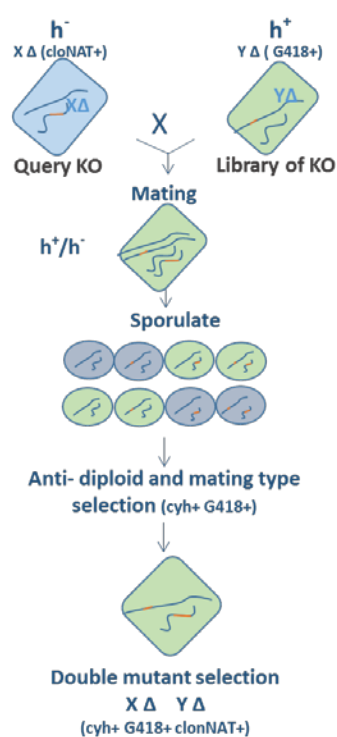 h- h+
X Δ (cloNAT+) Y Δ ( G418+)
XΔ YΔ
X
Query KO Library of KO
Mating
h+/h-
Sporulate
Anti- diploid and mating type
selection (cyh+ G418+)
Double mutant selection
X Δ Y Δ
(cyh+ G418+ clonNAT+)